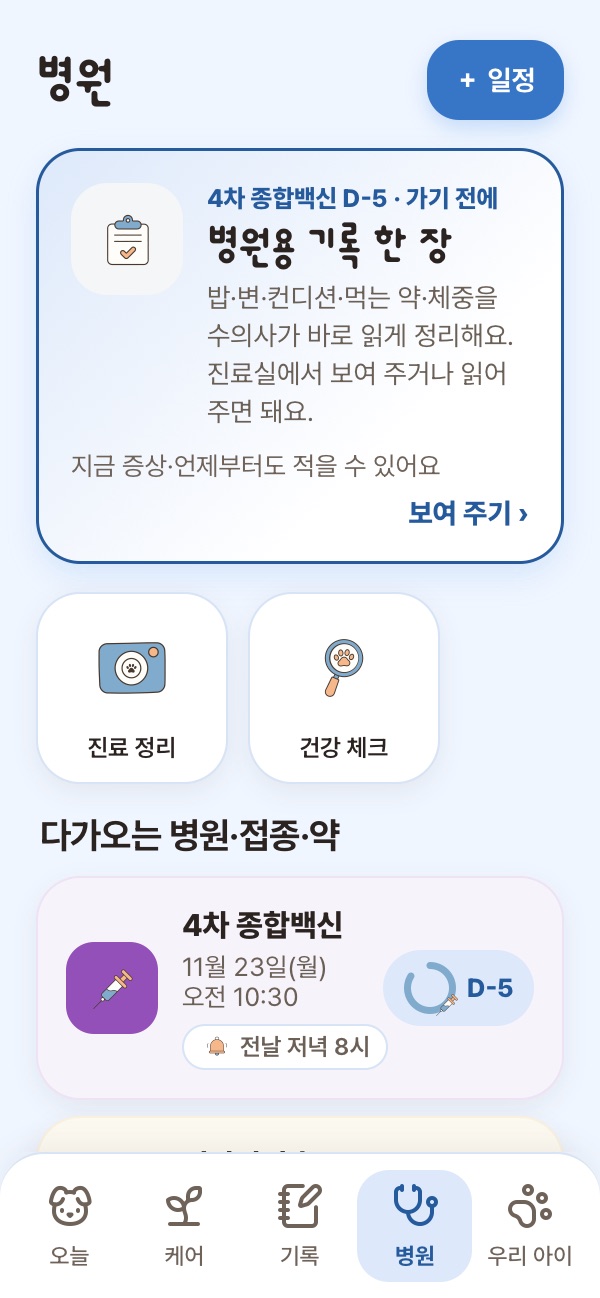 병원
+ 일정
4차 종합백신 D-5 · 가기 전에
병원용 기록 한 장
밥·변·컨디션·먹는 약·체중을
수의사가 바로 읽게 정리해요.
진료실에서 보여 주거나 읽어
주면 돼요.
지금 증상·언제부터도 적을 수 있어요
보여 주기 ›
진료 정리
건강 체크
다가오는 병원·접종·약
4차 종합백신
11월 23일(월)
오전 10:30
D-5
전날 저녁 8시
오늘
케어
기록
병원
우리 아이